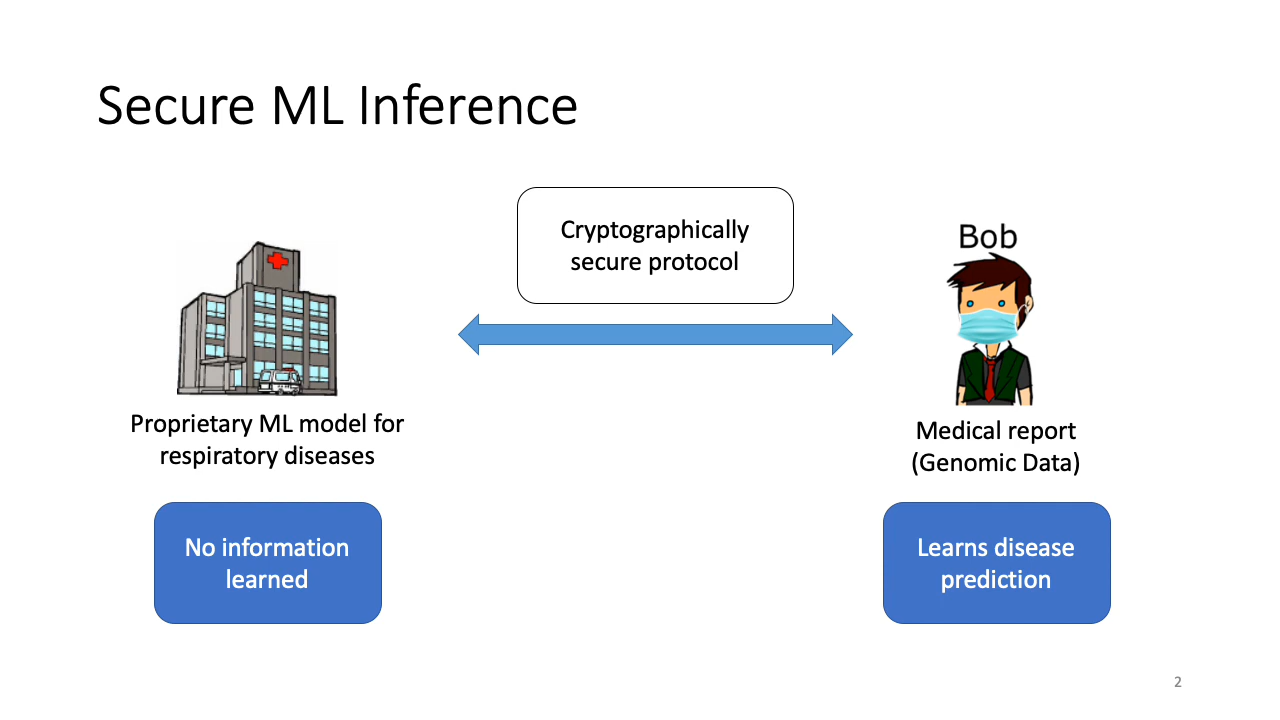 Secure ML Inference
Cryptographically
secure protocol
Bob
Proprietary ML model for
respiratory diseases
Medical report
(Genomic Data)
No information
learned
Learns disease
prediction
2